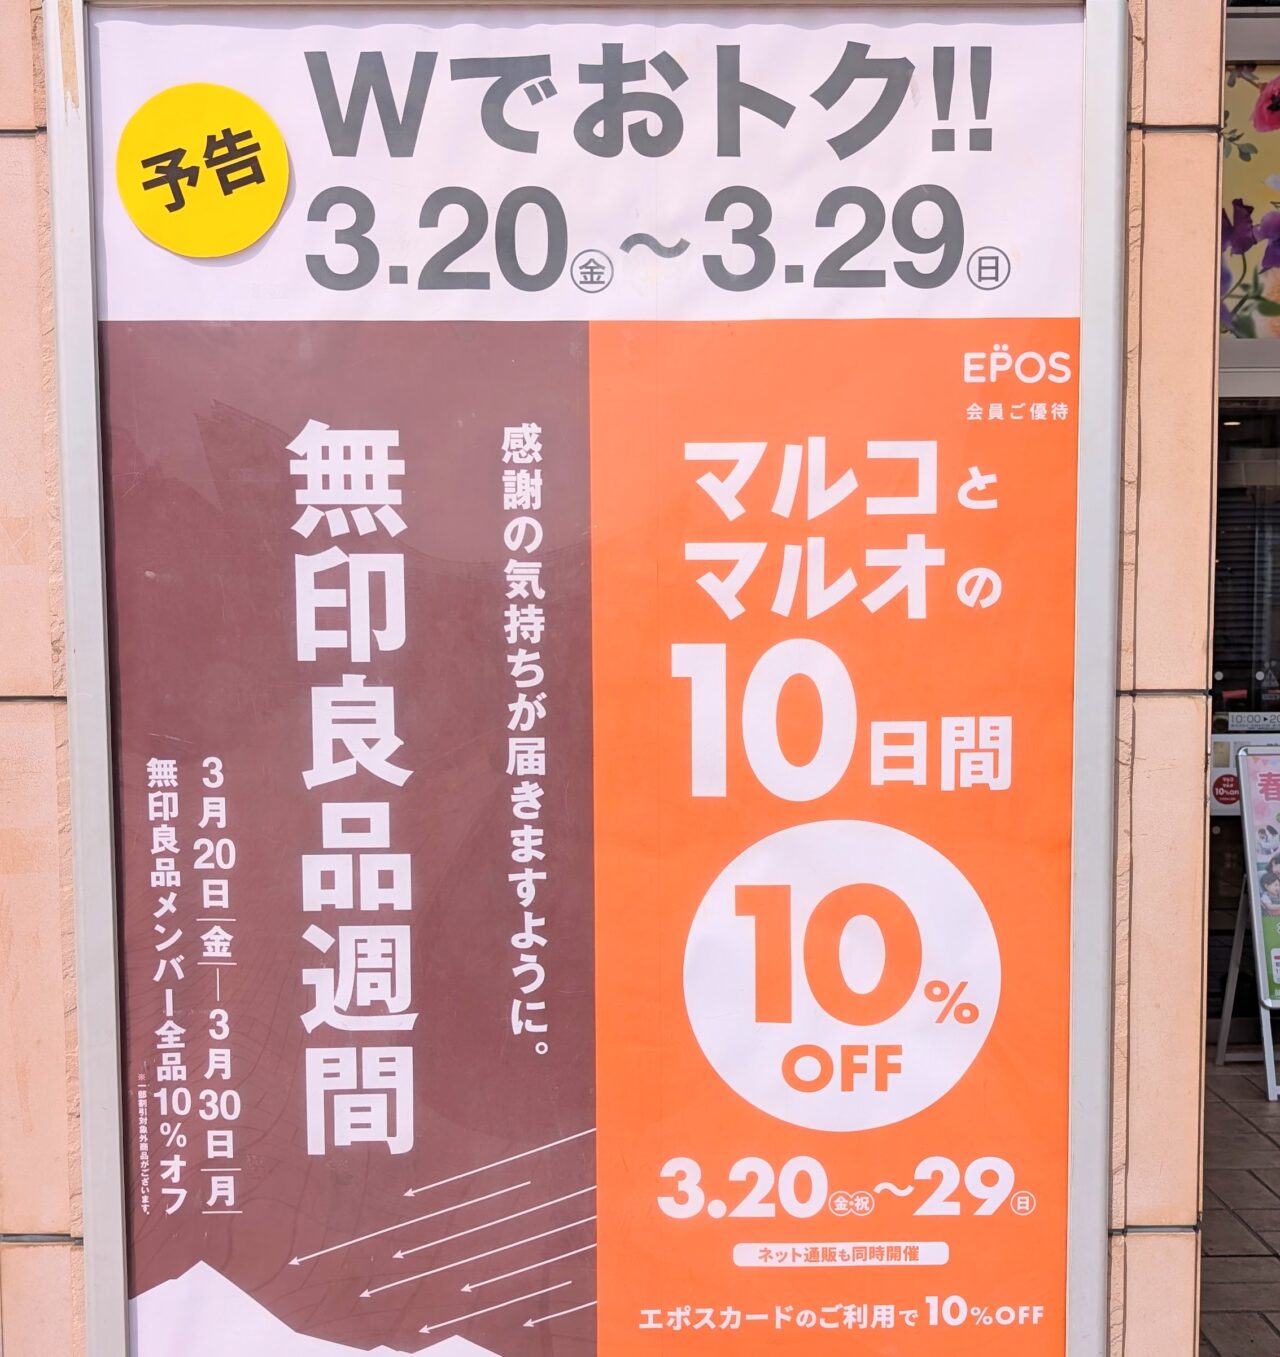 予告
Wでおトク!!
3.20㊎〜3.29㊐
感謝の気持ちが届きますように。
無印良品週間
3月20日|金|—3月30日|月|
無印良品メンバー全品10%オフ
※一部割引対象外商品がございます。
EPOS
会員ご優待
マルコと
マルオの
10日間
10%
OFF
3.20㊎・㊗〜29㊐
ネット通販も同時開催
エポスカードのご利用で10%OFF
10:00▶20
春